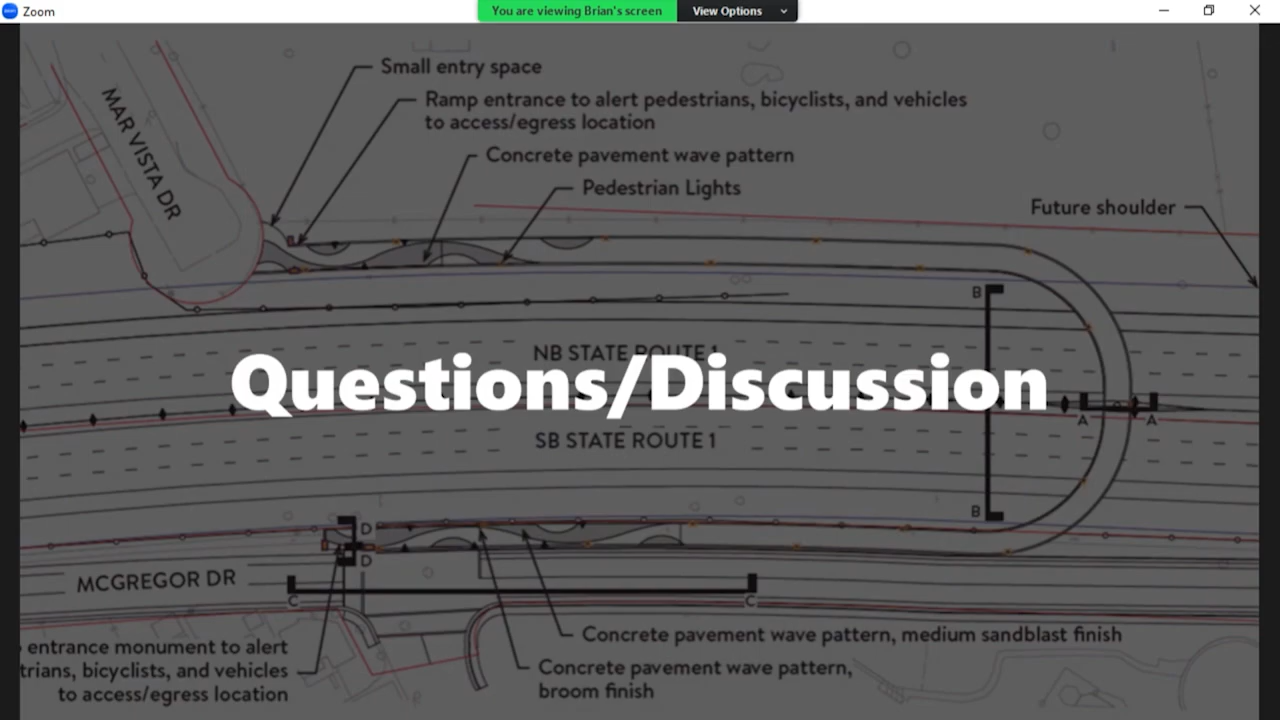 Zoom
You are viewing Brian's screen
View Options
Small entry space
Ramp entrance to alert pedestrians, bicyclists, and vehicles
to access/egress location
Concrete pavement wave pattern
Pedestrian Lights
Future shoulder
MAR VISTA DR
B
NB STATE ROUTE 1
Questions/Discussion
A
A
SB STATE ROUTE 1
B
D
D
MCGREGOR DR
C
C
entrance monument to alert
trians, bicyclists, and vehicles
to access/egress location
Concrete pavement wave pattern, medium sandblast finish
Concrete pavement wave pattern,
broom finish